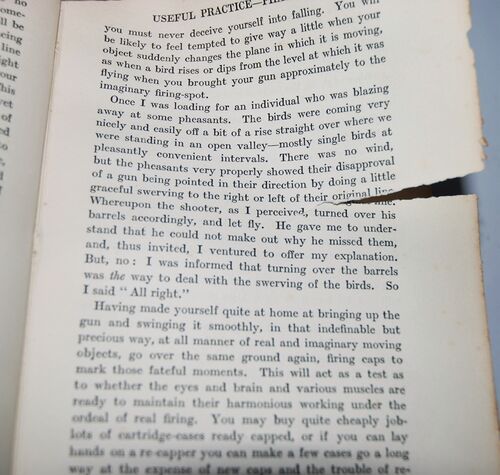 no
some-
ll be
cing
line
ight
our
his
yet
of
ed
to
e,
d
USEFUL PRACTICE—
you must never deceive yourself into falling. You will
be likely to feel tempted to give way a little when your
object suddenly changes the plane in which it is moving,
as when a bird rises or dips from the level at which it was
flying when you brought your gun approximately to the
imaginary firing-spot.
Once I was loading for an individual who was blazing
away at some pheasants. The birds were coming very
nicely and easily off a bit of a rise straight over where we
were standing in an open valley—mostly single birds at
pleasantly convenient intervals. There was no wind,
but the pheasants very properly showed their disapproval
of a gun being pointed in their direction by doing a little
graceful swerving to the right or left of their original line.
Whereupon the shooter, as I perceived, turned over his
barrels accordingly, and let fly. He gave me to under-
stand that he could not make out why he missed them,
and, thus invited, I ventured to offer my explanation.
But, no: I was informed that turning over the barrels
was the way to deal with the swerving of the birds. So
I said "All right."
Having made yourself quite at home at bringing up the
gun and swinging it smoothly, in that indefinable but
precious way, at all manner of real and imaginary moving
objects, go over the same ground again, firing caps to
mark those fateful moments. This will act as a test as
to whether the eyes and brain and various muscles are
ready to maintain their harmonious working under the
ordeal of real firing. You may buy quite cheaply job-
lots of cartridge-cases ready capped, or if you can lay
hands on a re-capper you can make a few cases go a long
way at the expense of new caps and the trouble of re-